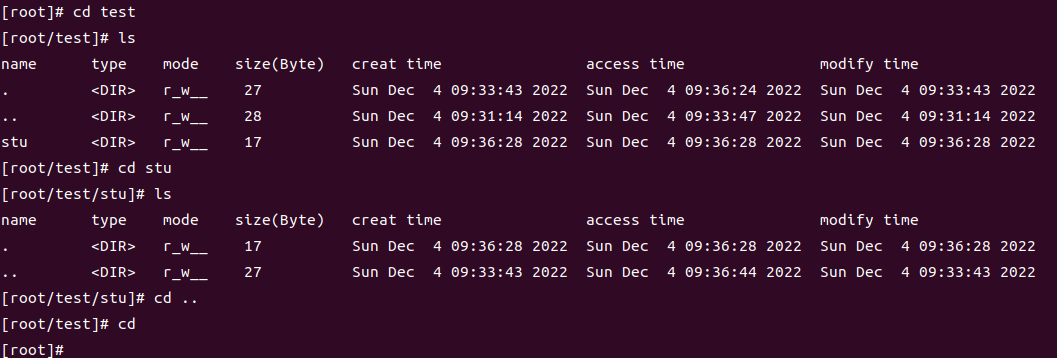 [root]# cd test
[root/test]# ls
name      type    mode    size(Byte)   creat time                access time               modify time
.         <DIR>   r_w__    27          Sun Dec  4 09:33:43 2022  Sun Dec  4 09:36:24 2022  Sun Dec  4 09:33:43 2022
..        <DIR>   r_w__    28          Sun Dec  4 09:31:14 2022  Sun Dec  4 09:33:47 2022  Sun Dec  4 09:31:14 2022
stu       <DIR>   r_w__    17          Sun Dec  4 09:36:28 2022  Sun Dec  4 09:36:28 2022  Sun Dec  4 09:36:28 2022
[root/test]# cd stu
[root/test/stu]# ls
name      type    mode    size(Byte)   creat time                access time               modify time
.         <DIR>   r_w__    17          Sun Dec  4 09:36:28 2022  Sun Dec  4 09:36:28 2022  Sun Dec  4 09:36:28 2022
..        <DIR>   r_w__    27          Sun Dec  4 09:33:43 2022  Sun Dec  4 09:36:44 2022  Sun Dec  4 09:33:43 2022
[root/test/stu]# cd ..
[root/test]# cd
[root]#